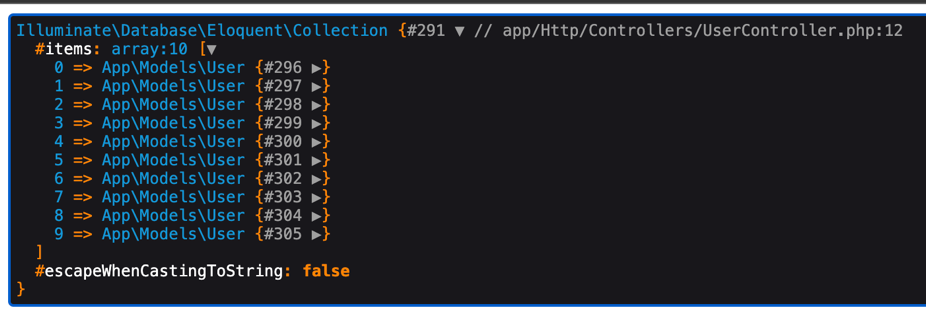 Illuminate\Database\Eloquent\Collection {#291 ▼ // app/Http/Controllers/UserController.php:12
#items: array:10 [▼
0 => App\Models\User {#296 ▶}
1 => App\Models\User {#297 ▶}
2 => App\Models\User {#298 ▶}
3 => App\Models\User {#299 ▶}
4 => App\Models\User {#300 ▶}
5 => App\Models\User {#301 ▶}
6 => App\Models\User {#302 ▶}
7 => App\Models\User {#303 ▶}
8 => App\Models\User {#304 ▶}
9 => App\Models\User {#305 ▶}
]
#escapeWhenCastingToString: false
}